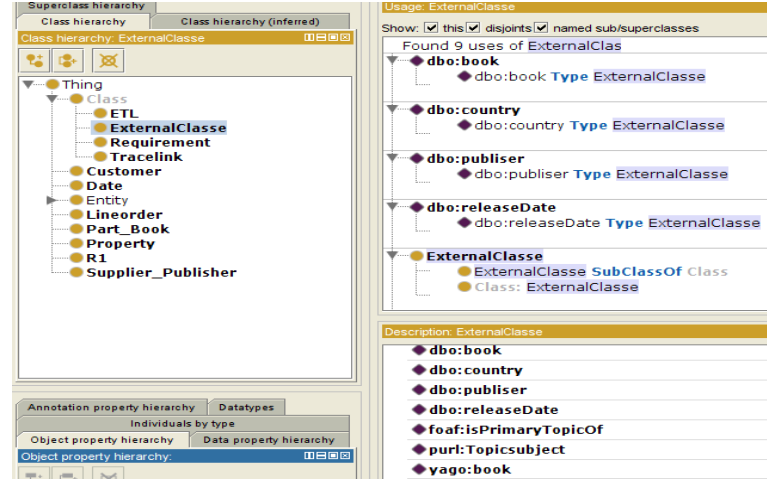 Superclass hierarchy
Class hierarchy
Class hierarchy (inferred)
Class hierarchy: ExternalClasse
Thing
Class
ETL
ExternalClasse
Requirement
Tracelink
Customer
Date
Entity
Lineorder
Part_Book
Property
R1
Supplier_Publisher
Annotation property hierarchy
Datatypes
Individuals by type
Object property hierarchy
Data property hierarchy
Object property hierarchy:
Usage: ExternalClasse
Show: this disjoints named sub/superclasses
Found 9 uses of ExternalClas
dbo:book
dbo:book Type ExternalClasse
dbo:country
dbo:country Type ExternalClasse
dbo:publiser
dbo:publiser Type ExternalClasse
dbo:releaseDate
dbo:releaseDate Type ExternalClasse
ExternalClasse
ExternalClasse SubClassOf Class
Class: ExternalClasse
Description: ExternalClasse
dbo:book
dbo:country
dbo:publiser
dbo:releaseDate
foaf:isPrimaryTopicOf
purl:Topicsubject
yago:book